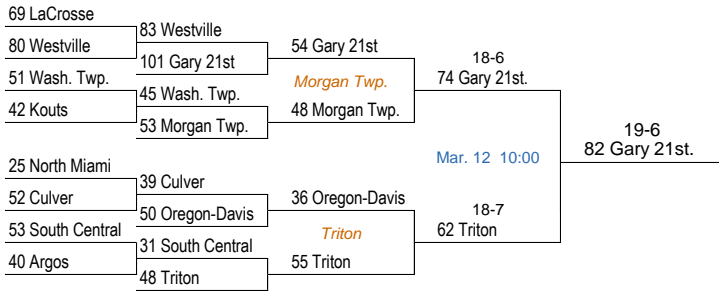 69 LaCrosse
80 Westville
51 Wash. Twp.
42 Kouts
25 North Miami
52 Culver
53 South Central
40 Argos
83 Westville
101 Gary 21st
45 Wash. Twp.
53 Morgan Twp.
39 Culver
50 Oregon-Davis
31 South Central
48 Triton
54 Gary 21st
Morgan Twp.
48 Morgan Twp.
36 Oregon-Davis
Triton
55 Triton
18-6
74 Gary 21st.
Mar. 12 10:00
18-7
62 Triton
19-6
82 Gary 21st.